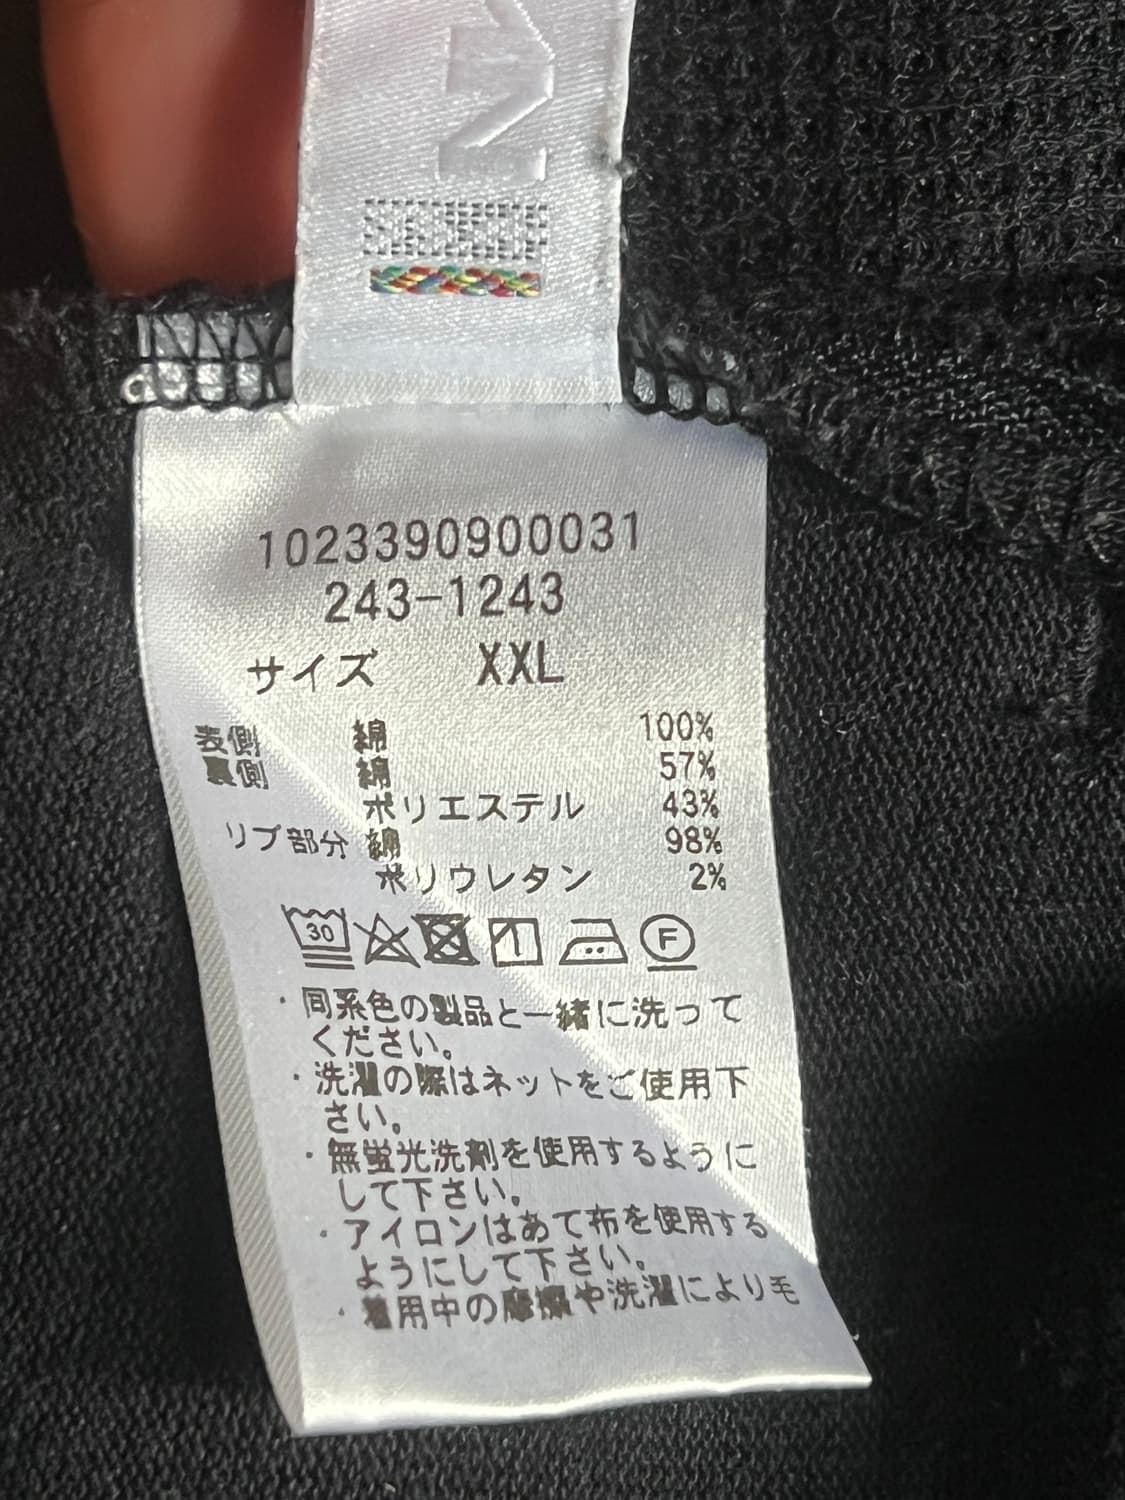 1023390900031
243-1243
サイズ XXL
表側 綿 100%
裏側 綿 57%
ポリエステル 43%
リブ部分 綿 98%
ポリウレタン 2%
30 F
・同系色の製品と一緒に洗って
ください。
・洗濯の際はネットをご使用下
さい。
・無蛍光洗剤を使用するように
して下さい。
・アイロンはあて布を使用する
ようにして下さい。
・着用中の摩擦や洗濯により毛